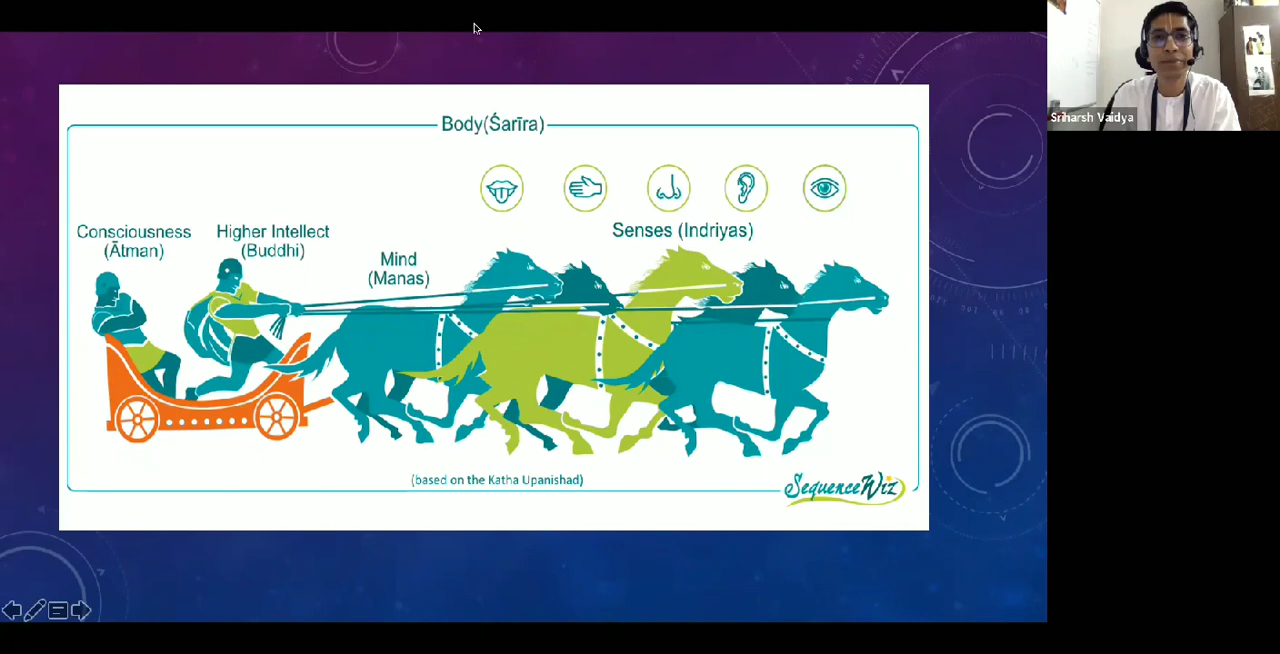 Body(Śarīra)
Consciousness
(Ātman)
Higher Intellect
(Buddhi)
Mind
(Manas)
Senses (Indriyas)
(based on the Katha Upanishad)
SequenceWiz
Sriharsh Vaidya